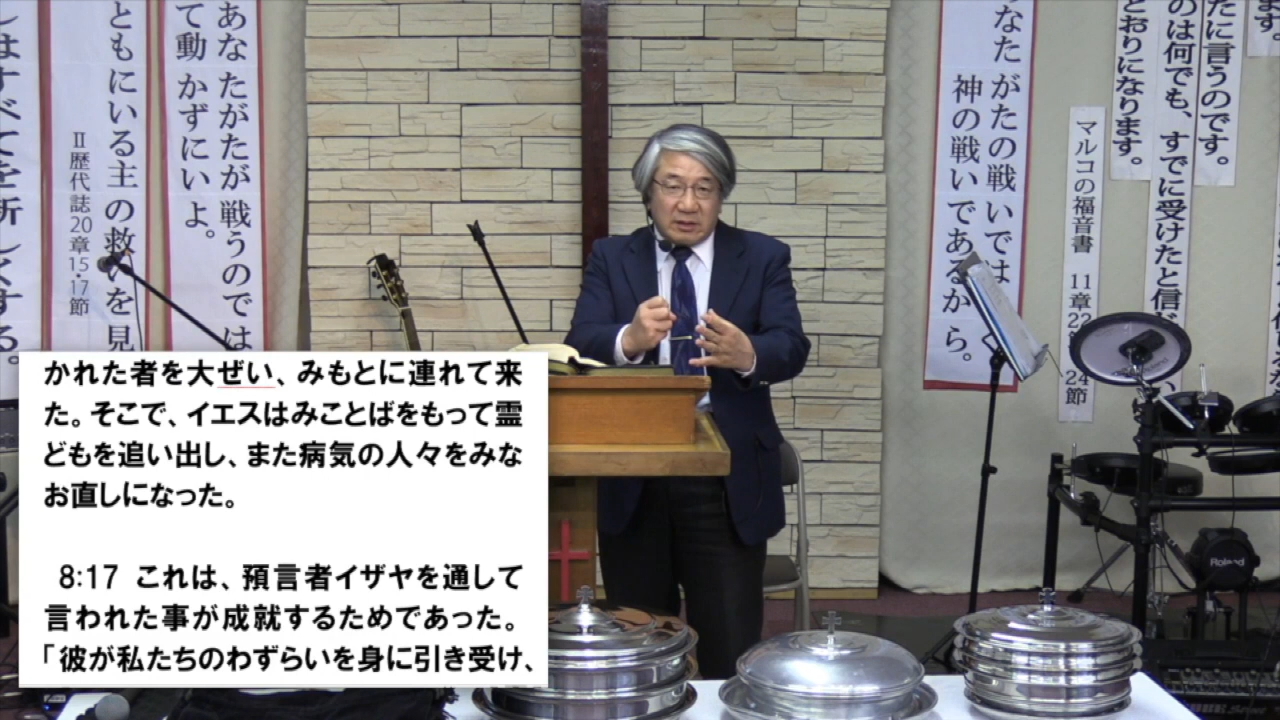 かれた者を大ぜい、みもとに連れて来
た。そこで、イエスはみことばをもって霊
どもを追い出し、また病気の人々をみな
お直しになった。
8:17 これは、預言者イザヤを通して
言われた事が成就するためであった。
「彼が私たちのわずらいを身に引き受け、
あなたがたが戦うのでは
て動かずにいよ。
ともにいる主の救いを見
Ⅱ歴代誌20章15・17節
なたがたの戦いでは
神の戦いであるから。
たに言うのです。
のは何でも、すでに受けたと信じ
とおりになります。
マルコの福音書 11章22
24節
Roland